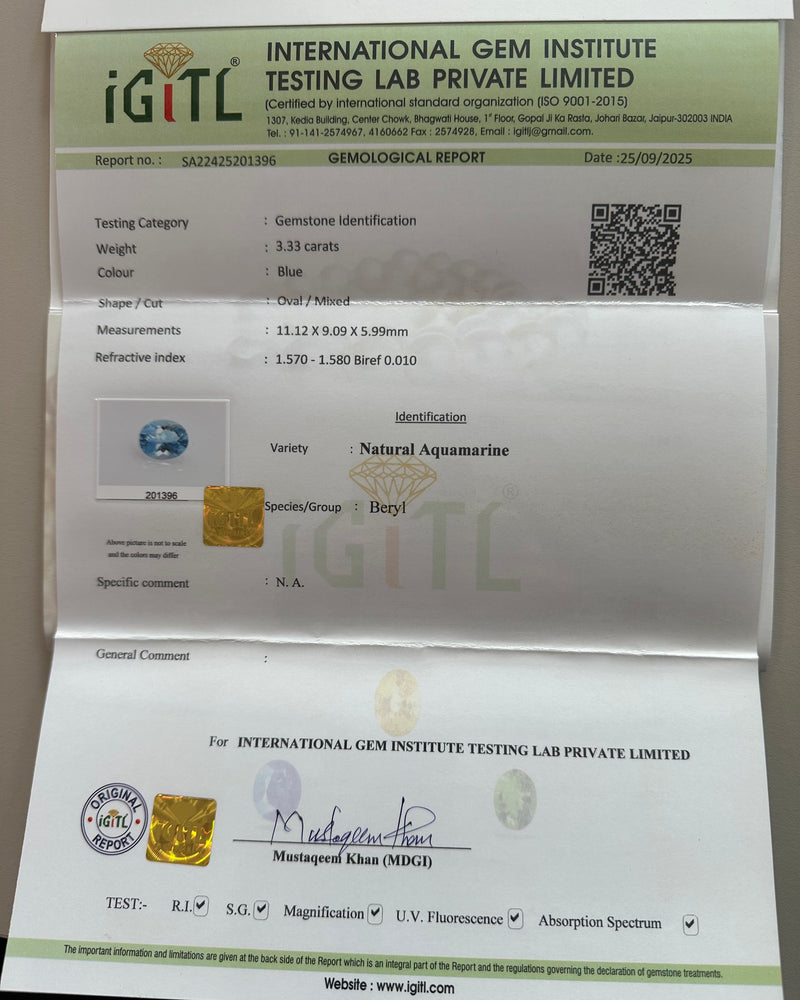 iGiTL®
INTERNATIONAL GEM INSTITUTE
TESTING LAB PRIVATE LIMITED
(Certified by international standard organization (ISO 9001-2015)
1307, Kedia Building, Center Chowk, Bhagwati House, 1st Floor, Gopal Ji Ka Rasta, Johari Bazar, Jaipur-302003 INDIA
Tel. : 91-141-2574967, 4160662 Fax : 2574928, Email : igitlj@gmail.com.
Report no. : SA22425201396 GEMOLOGICAL REPORT Date :25/09/2025
Testing Category : Gemstone Identification
Weight : 3.33 carats
Colour : Blue
Shape / Cut : Oval / Mixed
Measurements : 11.12 X 9.09 X 5.99mm
Refractive index : 1.570 - 1.580 Biref 0.010
Identification
Variety : Natural Aquamarine
201396
Species/Group : Beryl
iGiTL®
Above picture is not to scale
and the colors may differ
Specific comment : N. A.
General Comment :
For INTERNATIONAL GEM INSTITUTE TESTING LAB PRIVATE LIMITED
ORIGINAL
iGiTL
REPORT
Mustaqeem Khan
Mustaqeem Khan (MDGI)
TEST:- R.I. S.G. Magnification U.V. Fluorescence Absorption Spectrum
The important information and limitations are given at the back side of the Report which is an integral part of the Report and the regulations governing the declaration of gemstone treatments.
Website : www.igitl.com